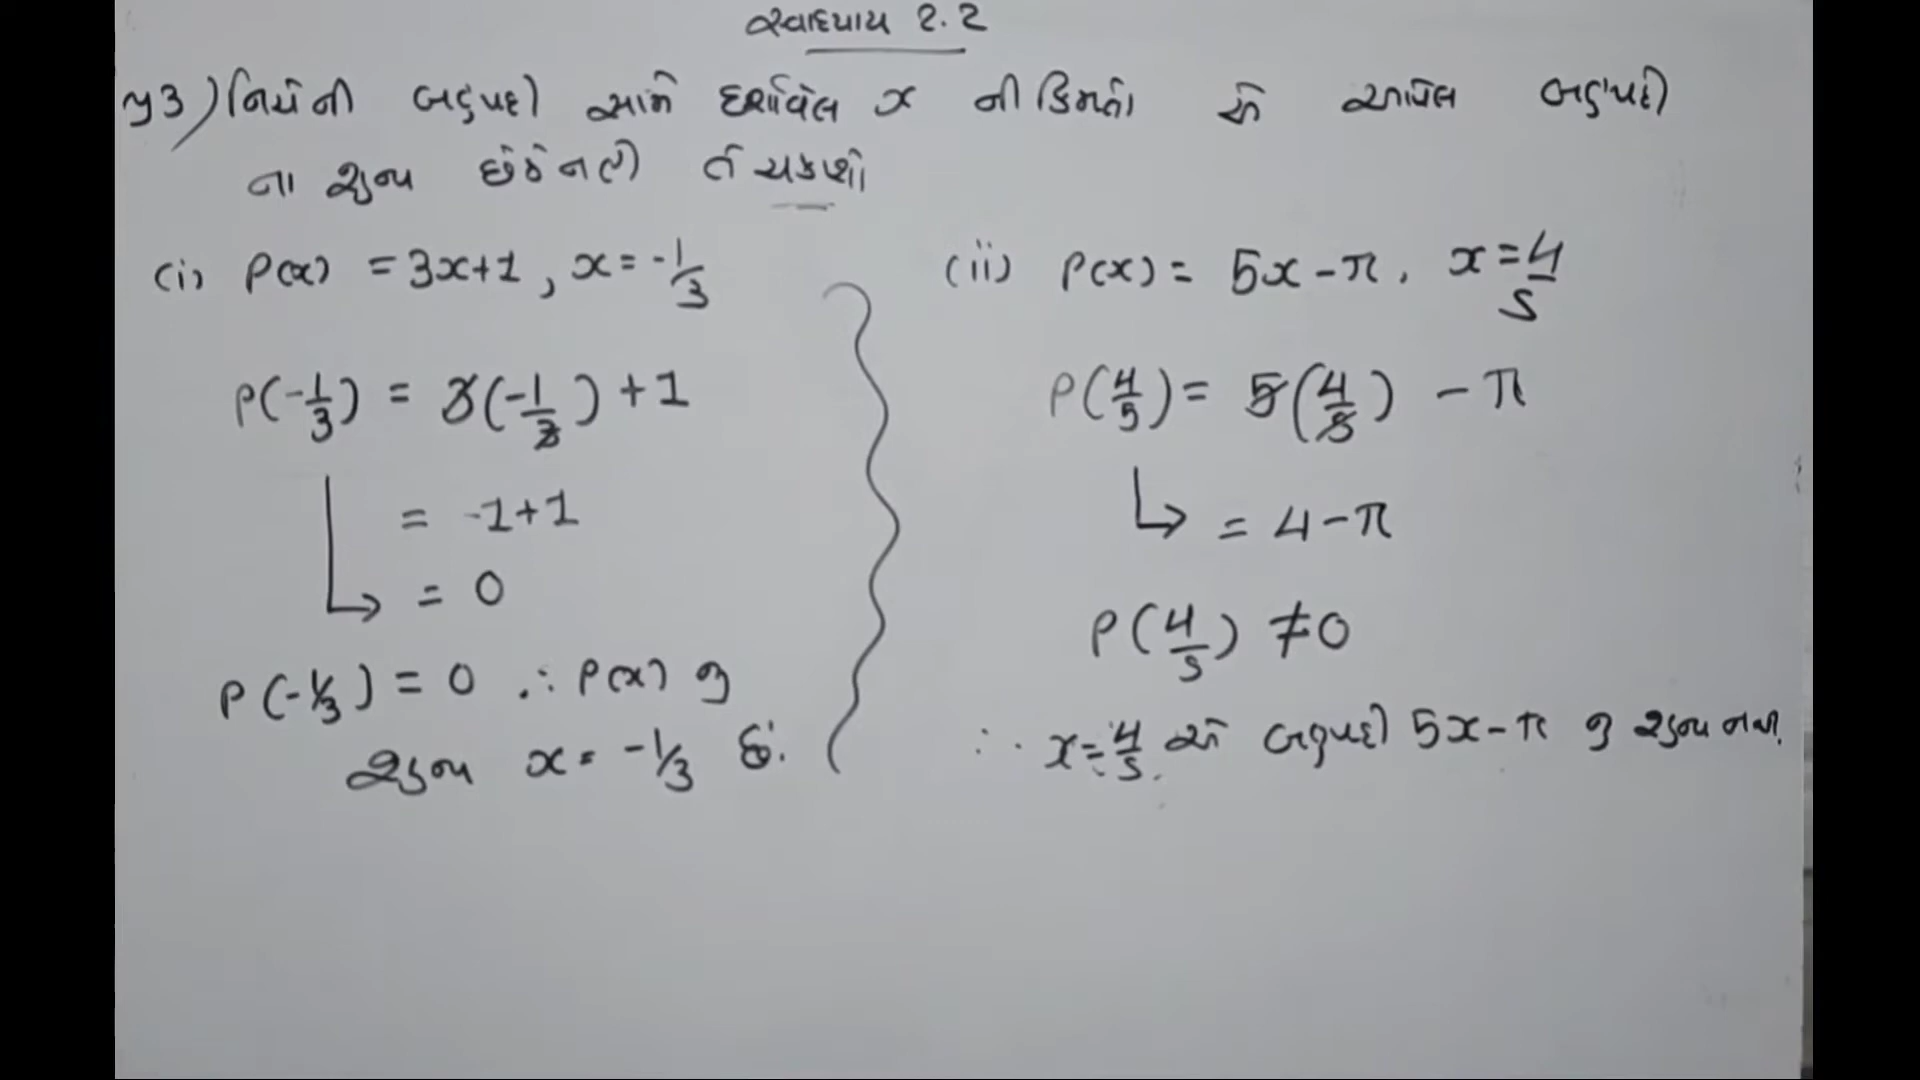 સ્વાધ્યાય 2.2
પ્ર3) નિચેની બહુપદી સામે દર્શાવેલ x ની કિંમતો એ આપેલ બહુપદી
ના શુન્ય છે કે નહી તે ચકાશો
(i) P(x) = 3x+1, x = -1/3
P(-1/3) = 3(-1/3) + 1
= -1+1
= 0
P(-1/3) = 0 ∴ P(x) નુ
શુન્ય x = -1/3 છે.
(ii) P(x) = 5x - π, x = 4/5
P(4/5) = 5(4/5) - π
= 4 - π
P(4/5) ≠ 0
∴ x = 4/5 એ બહુપદી 5x - π નુ શુન્ય નથી.